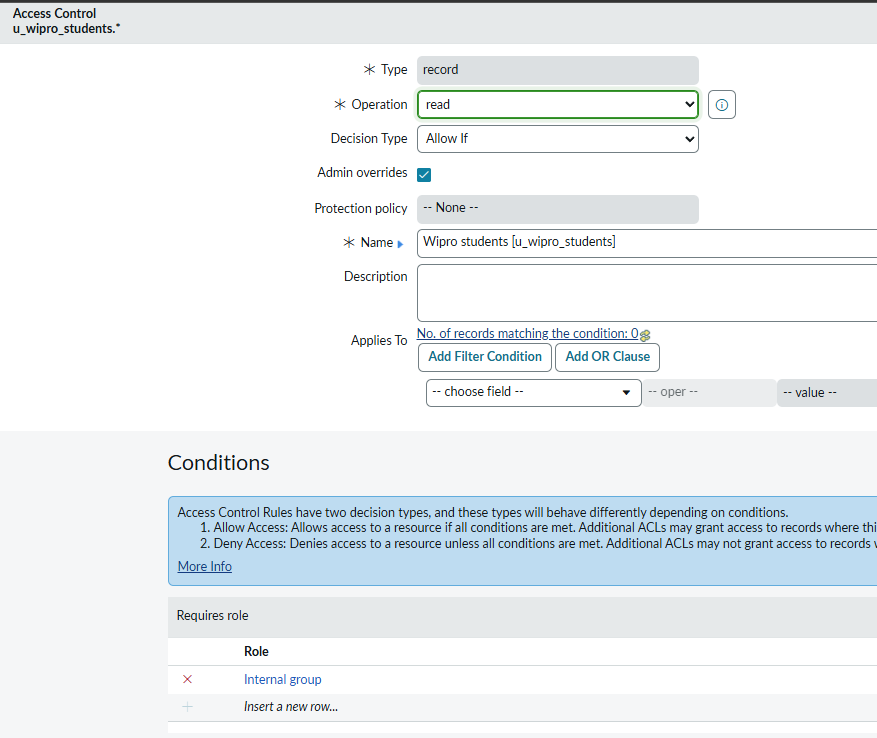 Access Control
u_wipro_students.*
* Type record
* Operation read
Decision Type Allow If
Admin overrides
Protection policy -- None --
* Name Wipro students [u_wipro_students]
Description
Applies To No. of records matching the condition: 0
Add Filter Condition Add OR Clause
-- choose field -- -- oper -- -- value --
Conditions
Access Control Rules have two decision types, and these types will behave differently depending on conditions.
1. Allow Access: Allows access to a resource if all conditions are met. Additional ACLs may grant access to records where thi
2. Deny Access: Denies access to a resource unless all conditions are met. Additional ACLs may not grant access to records
More Info
Requires role
Role
Internal group
Insert a new row...